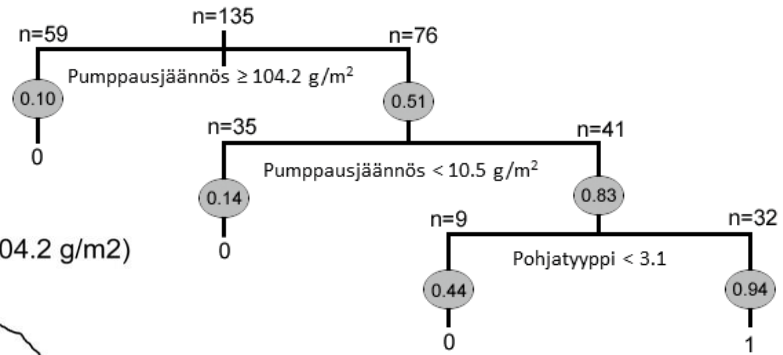 n=135
n=59
n=76
Pumppausjäännös ≥ 104.2 g/m²
0.10
0.51
n=35
n=41
0
Pumppausjäännös < 10.5 g/m²
0.14
0.83
n=9
n=32
04.2 g/m2)
0
Pohjatyyppi < 3.1
0.44
0.94
0
1